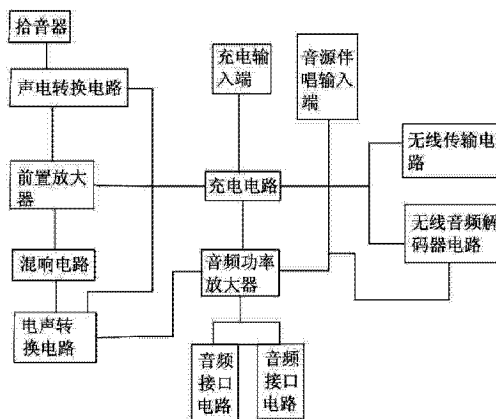 拾音器
声电转换电路
前置放大
器
混响电路
电声转
换电路
充电输
入端
音源伴
唱输入
端
充电电路
音频功率
放大器
音频
接口
电路
音频
接口
电路
无线传输电
路
无线音频解
码器电路